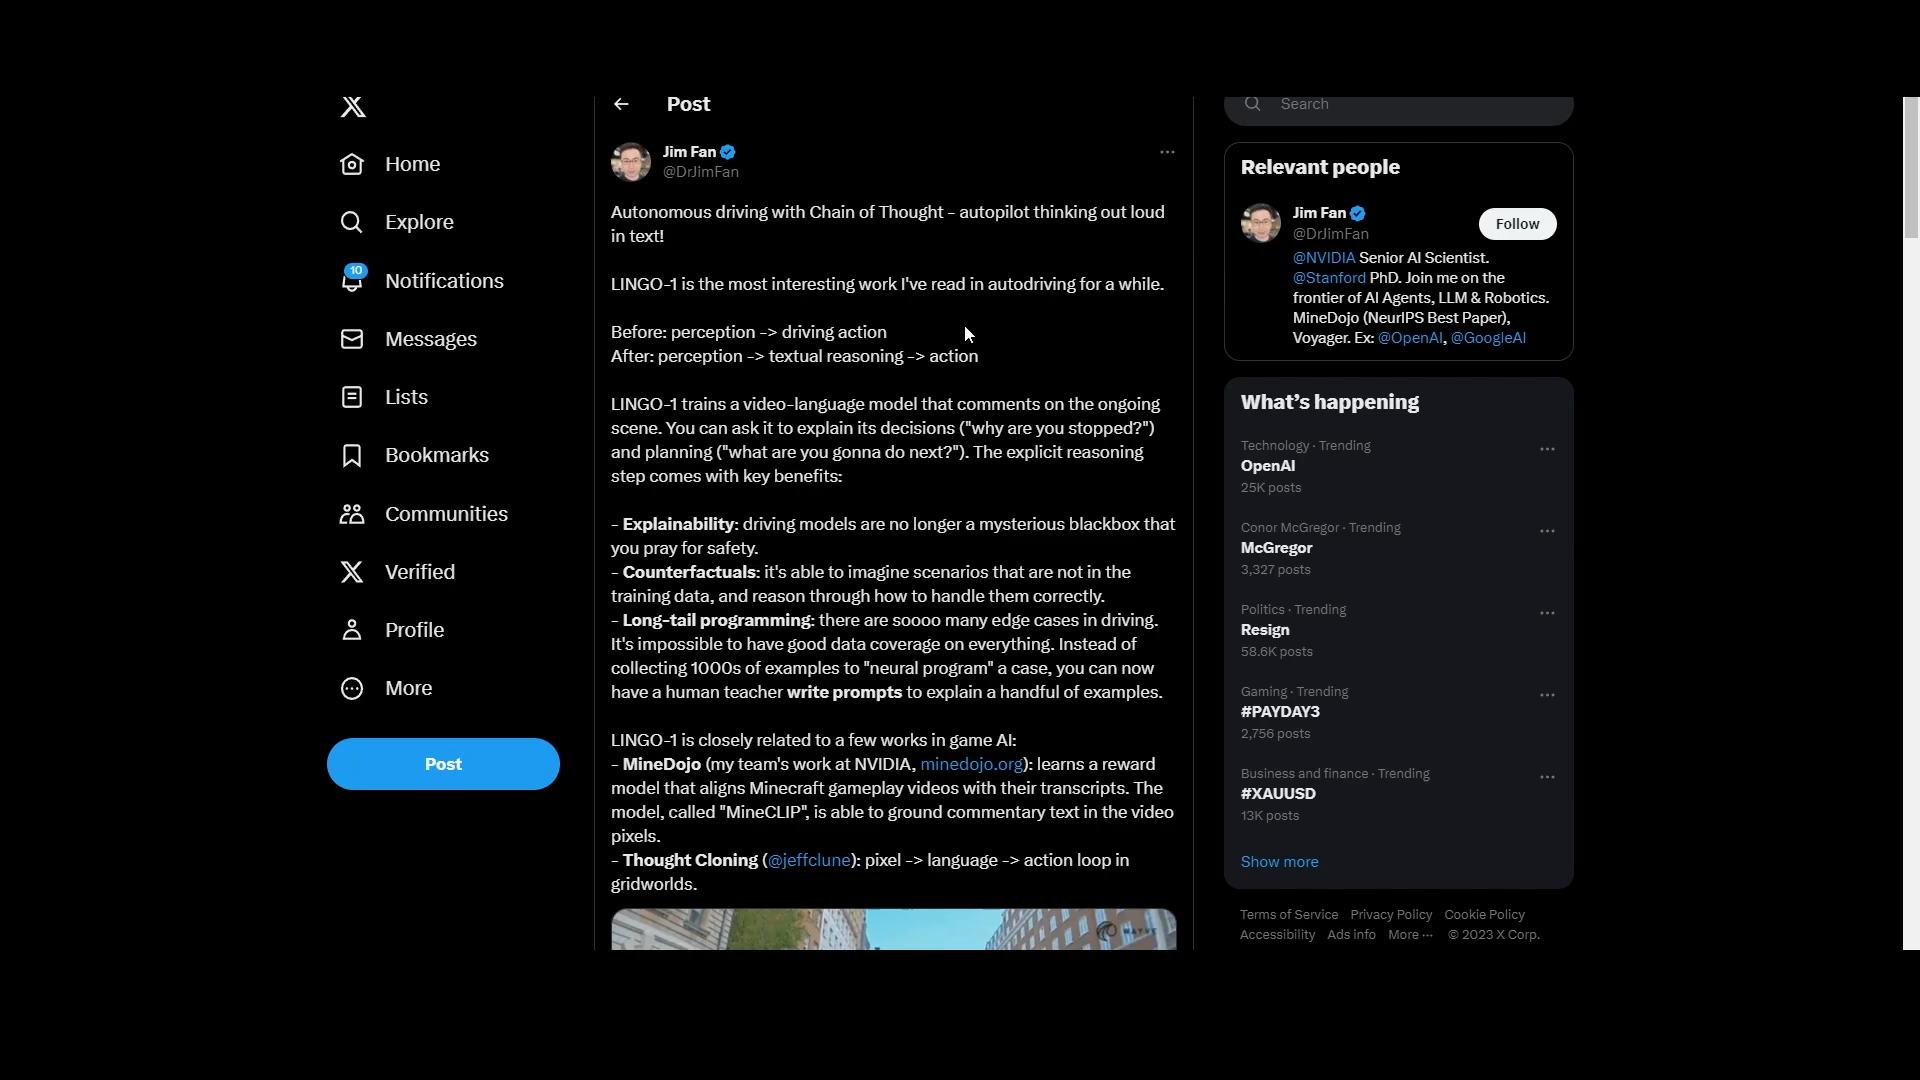 Home
Explore
10
Notifications
Messages
Lists
Bookmarks
Communities
Verified
Profile
More
Post
Post
Jim Fan
@DrJimFan
Autonomous driving with Chain of Thought - autopilot thinking out loud
in text!
LINGO-1 is the most interesting work I've read in autodriving for a while.
Before: perception -> driving action
After: perception -> textual reasoning -> action
LINGO-1 trains a video-language model that comments on the ongoing
scene. You can ask it to explain its decisions ("why are you stopped?")
and planning ("what are you gonna do next?"). The explicit reasoning
step comes with key benefits:
- Explainability: driving models are no longer a mysterious blackbox that
you pray for safety.
- Counterfactuals: it's able to imagine scenarios that are not in the
training data, and reason through how to handle them correctly.
- Long-tail programming: there are soooo many edge cases in driving.
It's impossible to have good data coverage on everything. Instead of
collecting 1000s of examples to "neural program" a case, you can now
have a human teacher write prompts to explain a handful of examples.
LINGO-1 is closely related to a few works in game AI:
- MineDojo (my team's work at NVIDIA, minedojo.org): learns a reward
model that aligns Minecraft gameplay videos with their transcripts. The
model, called "MineCLIP", is able to ground commentary text in the video
pixels.
- Thought Cloning (@jeffclune): pixel -> language -> action loop in
gridworlds.
WAYVE
Search
Relevant people
Jim Fan
@DrJimFan
Follow
@NVIDIA Senior AI Scientist.
@Stanford PhD. Join me on the
frontier of AI Agents, LLM & Robotics.
MineDojo (NeurIPS Best Paper),
Voyager. Ex: @OpenAI, @GoogleAI
What's happening
Technology · Trending
OpenAI
25K posts
Conor McGregor · Trending
McGregor
3,327 posts
Politics · Trending
Resign
58.6K posts
Gaming · Trending
#PAYDAY3
2,756 posts
Business and finance · Trending
#XAUUSD
13K posts
Show more
Terms of Service Privacy Policy Cookie Policy
Accessibility Ads info More ··· © 2023 X Corp.